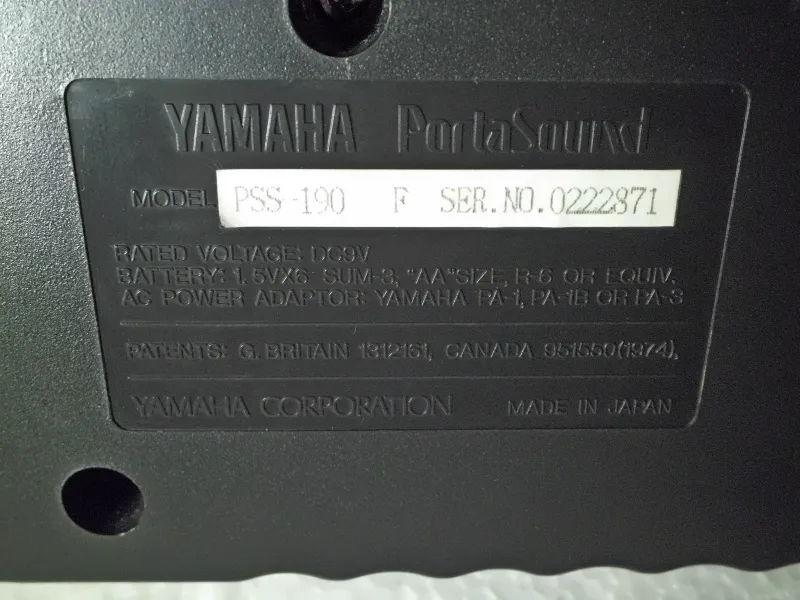 YAMAHA PortaSound
MODEL PSS-190 F SER.NO.0222871
RATED VOLTAGE: DC9V
BATTERY: 1.5VX6 SUM-3, "AA"SIZE, R-6 OR EQUIV.
AC POWER ADAPTOR: YAMAHA PA-1, PA-1B OR PA-3
PATENTS: G.BRITAIN 1312161, CANADA 951550(1974),
YAMAHA CORPORATION MADE IN JAPAN